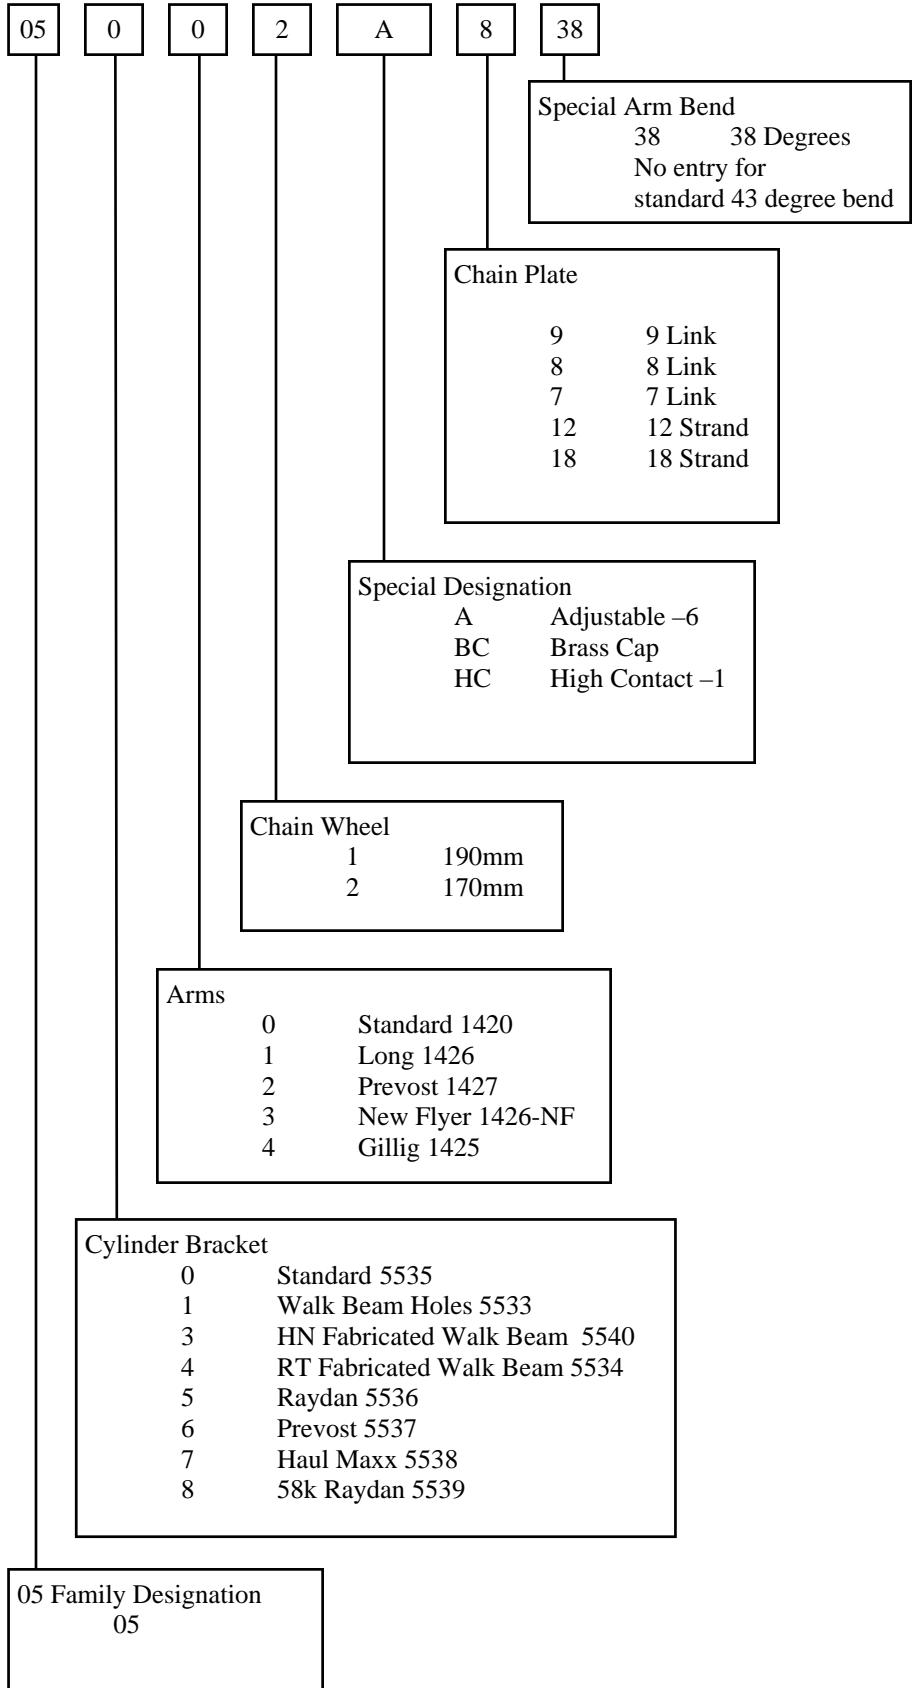 05 0 0 2 A 8 38
Special Arm Bend
38 38 Degrees
No entry for
standard 43 degree bend
Chain Plate
9 9 Link
8 8 Link
7 7 Link
12 12 Strand
18 18 Strand
Special Designation
A Adjustable –6
BC Brass Cap
HC High Contact –1
Chain Wheel
1 190mm
2 170mm
Arms
0 Standard 1420
1 Long 1426
2 Prevost 1427
3 New Flyer 1426-NF
4 Gillig 1425
Cylinder Bracket
0 Standard 5535
1 Walk Beam Holes 5533
3 HN Fabricated Walk Beam 5540
4 RT Fabricated Walk Beam 5534
5 Raydan 5536
6 Prevost 5537
7 Haul Maxx 5538
8 58k Raydan 5539
05 Family Designation
05